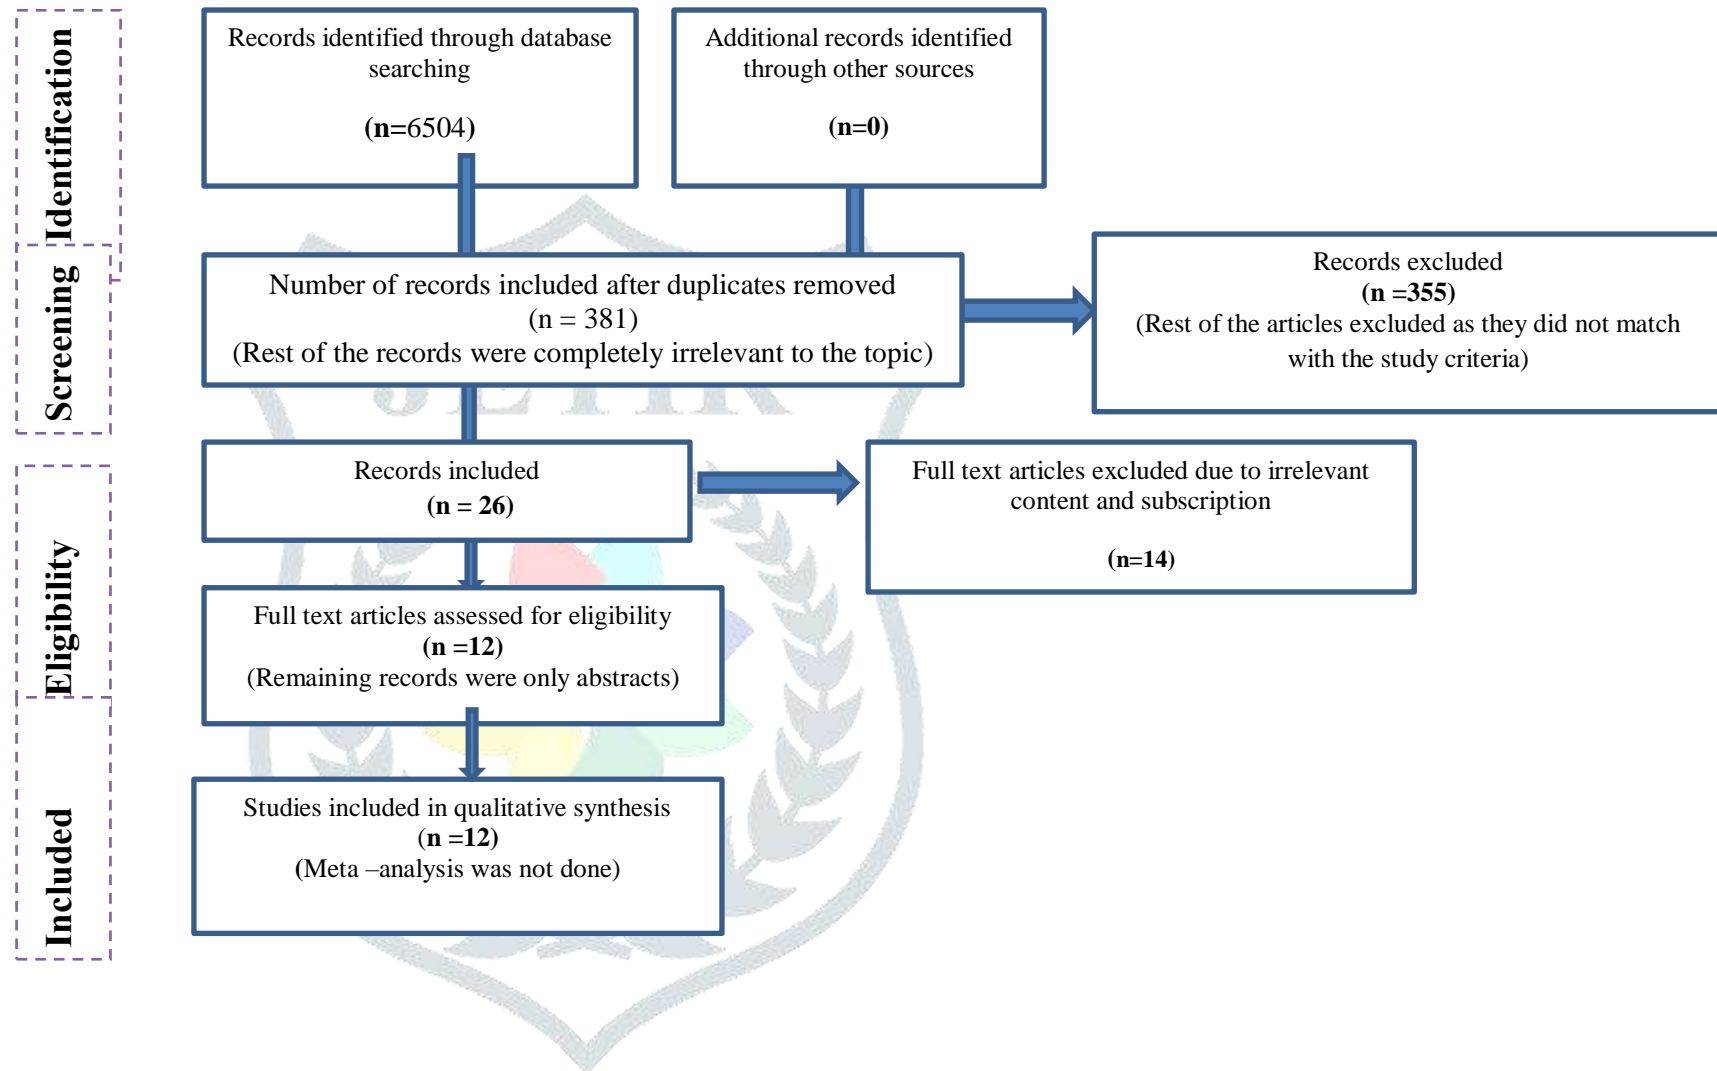 Identification
Records identified through database
searching
(n=6504)
Additional records identified
through other sources
(n=0)
Screening
Number of records included after duplicates removed
(n = 381)
(Rest of the records were completely irrelevant to the topic)
Records excluded
(n =355)
(Rest of the articles excluded as they did not match
with the study criteria)
JETIR
Eligibility
Records included
(n = 26)
Full text articles excluded due to irrelevant
content and subscription
(n=14)
Full text articles assessed for eligibility
(n =12)
(Remaining records were only abstracts)
Included
Studies included in qualitative synthesis
(n =12)
(Meta –analysis was not done)